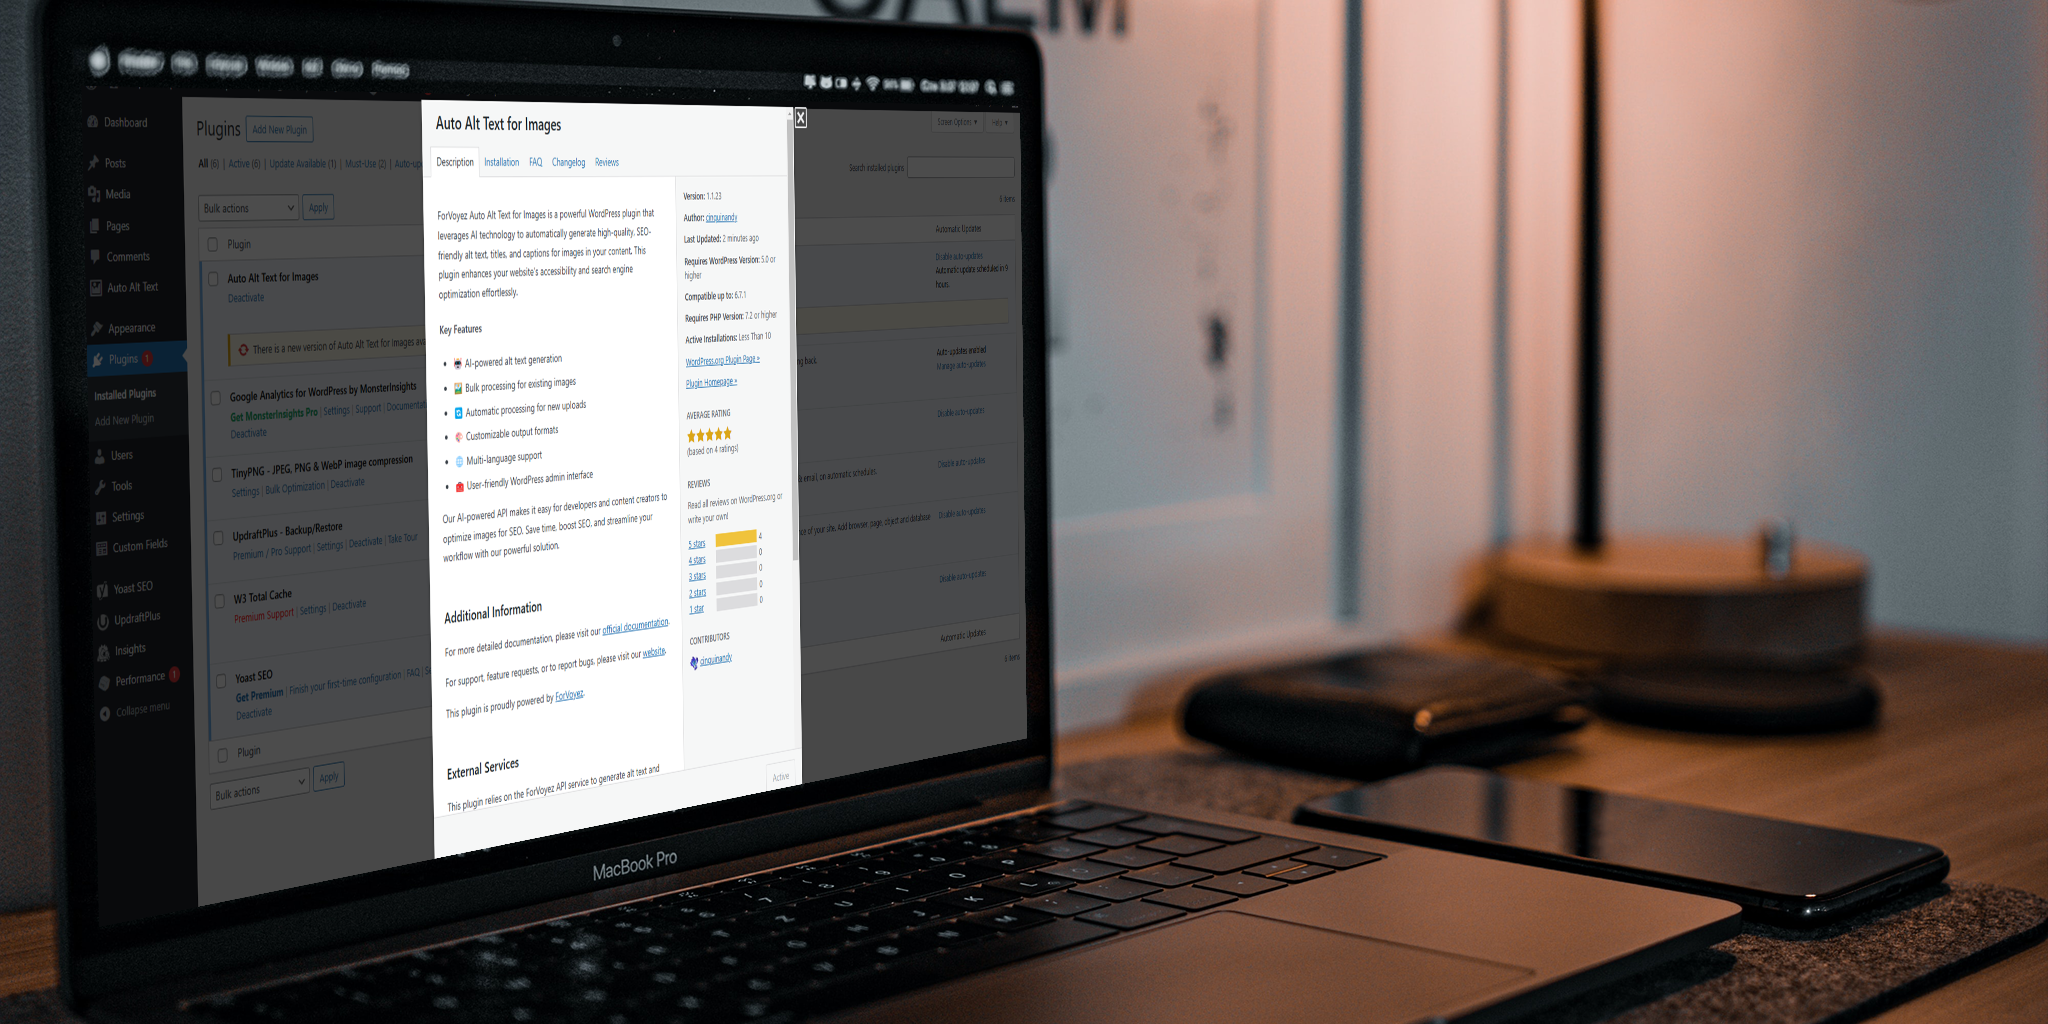 Dashboard
Posts
Media
Pages
Comments
Auto Alt Text
Appearance
Plugins 1
Installed Plugins
Add New Plugin
Users
Tools
Settings
Custom Fields
Yoast SEO
UpdraftPlus
Insights
Performance 1
Collapse menu
Plugins Add New Plugin
All (6) | Active (6) | Update Available (1) | Must-Use (2) |
Bulk actions Apply
Plugin
Auto Alt Text for Images
Deactivate
There is a new version of Auto Alt Text for Images
Google Analytics for WordPress by MonsterInsights
Get MonsterInsights Pro | Settings | Support |
Deactivate
TinyPNG - JPEG, PNG & WebP image compression
Settings | Bulk Optimization | Deactivate
UpdraftPlus - Backup/Restore
Premium / Pro Support | Settings | Deactivate | Take Tour
W3 Total Cache
Premium Support | Settings | Deactivate
Yoast SEO
Get Premium | Finish your first-time configuration | FAQ |
Deactivate
Plugin
Bulk actions Apply
Auto Alt Text for Images
Description Installation FAQ Changelog Reviews
ForVoyez Auto Alt Text for Images is a powerful WordPress plugin that
leverages AI technology to automatically generate high-quality, SEO-
friendly alt text, titles, and captions for images in your content. This
plugin enhances your website's accessibility and search engine
optimization effortlessly.
Key Features
AI-powered alt text generation
Bulk processing for existing images
Automatic processing for new uploads
Customizable output formats
Multi-language support
User-friendly WordPress admin interface
Our AI-powered API makes it easy for developers and content creators to
optimize images for SEO. Save time, boost SEO, and streamline your
workflow with our powerful solution.
Additional Information
For more detailed documentation, please visit our official documentation.
For support, feature requests, or to report bugs, please visit our website.
This plugin is proudly powered by ForVoyez.
External Services
This plugin relies on the ForVoyez API service to generate alt text and
Version: 1.1.23
Author: cinquinandy
Last Updated: 2 minutes ago
Requires WordPress Version: 5.0 or
higher
Compatible up to: 6.7.1
Requires PHP Version: 7.2 or higher
Active Installations: Less Than 10
WordPress.org Plugin Page »
Plugin Homepage »
AVERAGE RATING
(based on 4 ratings)
REVIEWS
Read all reviews on WordPress.org or
write your own!
5 stars 4
4 stars 0
3 stars 0
2 stars 0
1 star 0
CONTRIBUTORS
cinquinandy
Active
X
Screen Options Help
Search installed plugins
6 items
Automatic Updates
Disable auto-updates
Automatic update scheduled in 9
hours.
Auto-updates enabled
Manage auto-updates
Disable auto-updates
Disable auto-updates
email, on automatic schedules.
Disable auto-updates
of your site. Add browser, page, object and database
Disable auto-updates
Automatic Updates
6 items
MacBook Pro